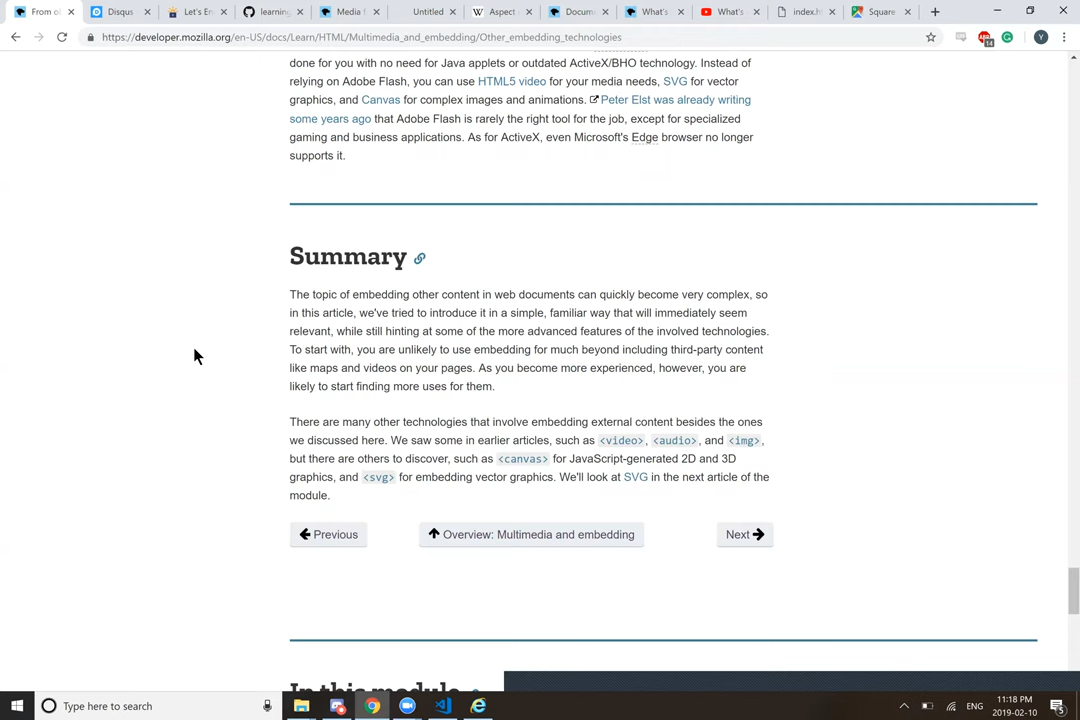 From ol
Disqus
Let's En
learning
Media f
Untitled
Aspect
Docum
What's
What's
index.h
Square
https://developer.mozilla.org/en-US/docs/Learn/HTML/Multimedia_and_embedding/Other_embedding_technologies
14
Y
done for you with no need for Java applets or outdated ActiveX/BHO technology. Instead of
relying on Adobe Flash, you can use HTML5 video for your media needs, SVG for vector
graphics, and Canvas for complex images and animations. Peter Elst was already writing
some years ago that Adobe Flash is rarely the right tool for the job, except for specialized
gaming and business applications. As for ActiveX, even Microsoft's Edge browser no longer
supports it.
Summary
The topic of embedding other content in web documents can quickly become very complex, so
in this article, we've tried to introduce it in a simple, familiar way that will immediately seem
relevant, while still hinting at some of the more advanced features of the involved technologies.
To start with, you are unlikely to use embedding for much beyond including third-party content
like maps and videos on your pages. As you become more experienced, however, you are
likely to start finding more uses for them.
There are many other technologies that involve embedding external content besides the ones
we discussed here. We saw some in earlier articles, such as <video>, <audio>, and <img>,
but there are others to discover, such as <canvas> for JavaScript-generated 2D and 3D
graphics, and <svg> for embedding vector graphics. We'll look at SVG in the next article of the
module.
Previous
Overview: Multimedia and embedding
Next
In this module
Type here to search
ENG
11:18 PM
2019-02-10
5